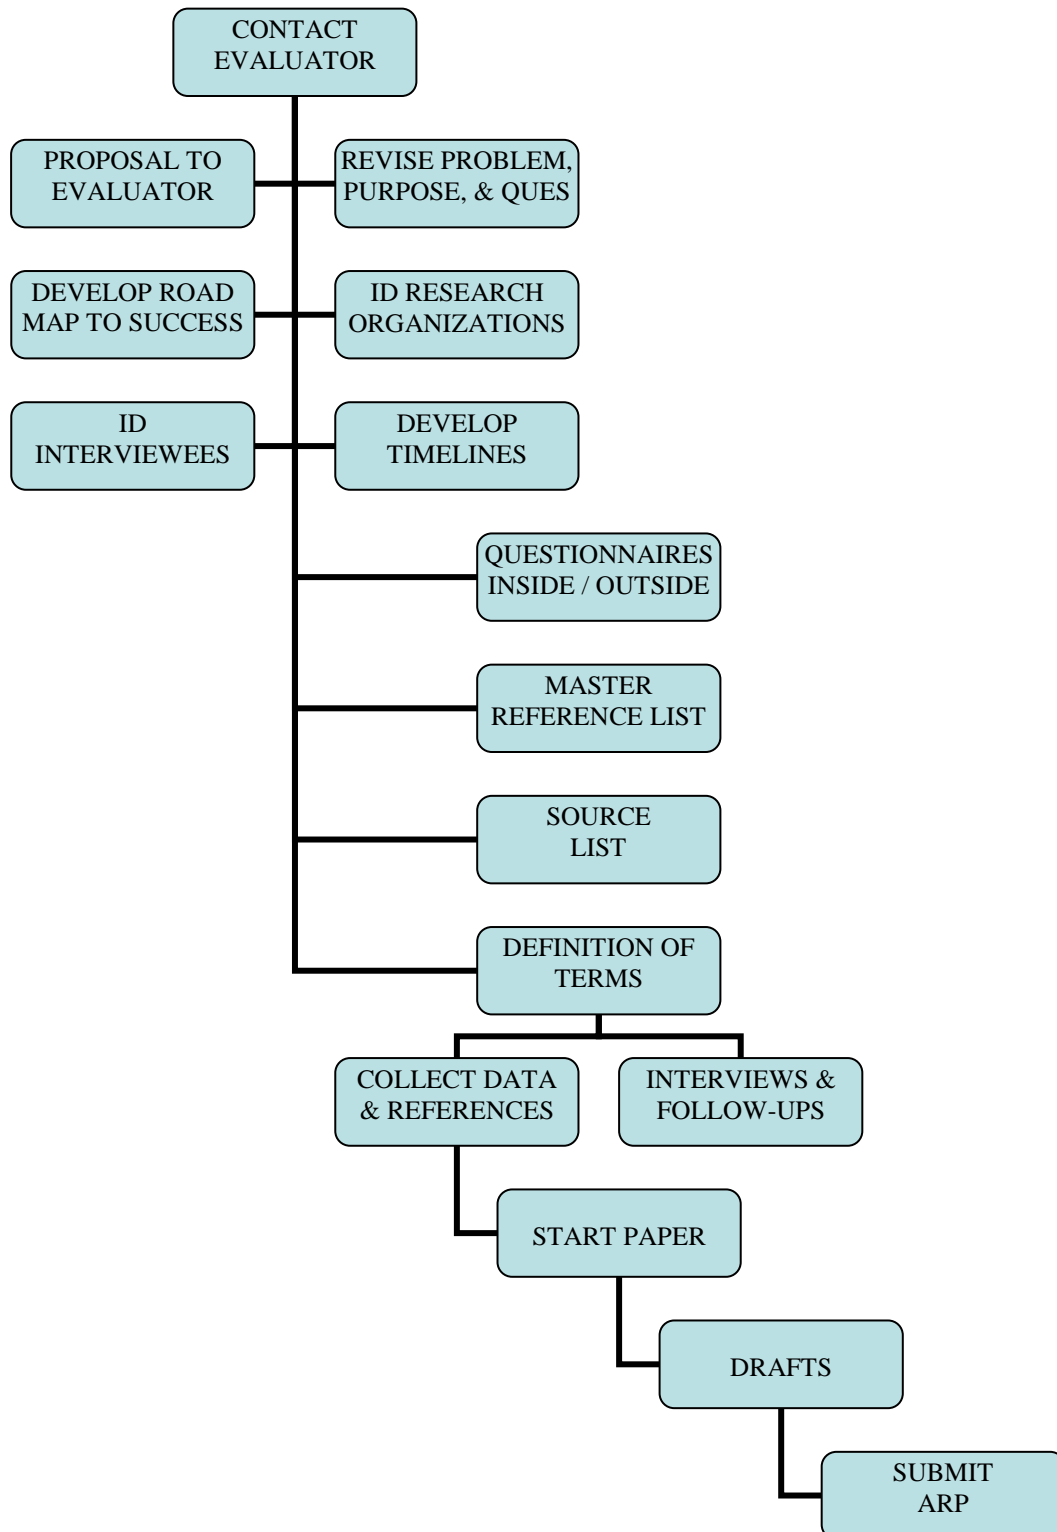 CONTACT
EVALUATOR
PROPOSAL TO
EVALUATOR
REVISE PROBLEM,
PURPOSE, & QUES
DEVELOP ROAD
MAP TO SUCCESS
ID RESEARCH
ORGANIZATIONS
ID
INTERVIEWEES
DEVELOP
TIMELINES
QUESTIONNAIRES
INSIDE / OUTSIDE
MASTER
REFERENCE LIST
SOURCE
LIST
DEFINITION OF
TERMS
COLLECT DATA
& REFERENCES
INTERVIEWS &
FOLLOW-UPS
START PAPER
DRAFTS
SUBMIT
ARP